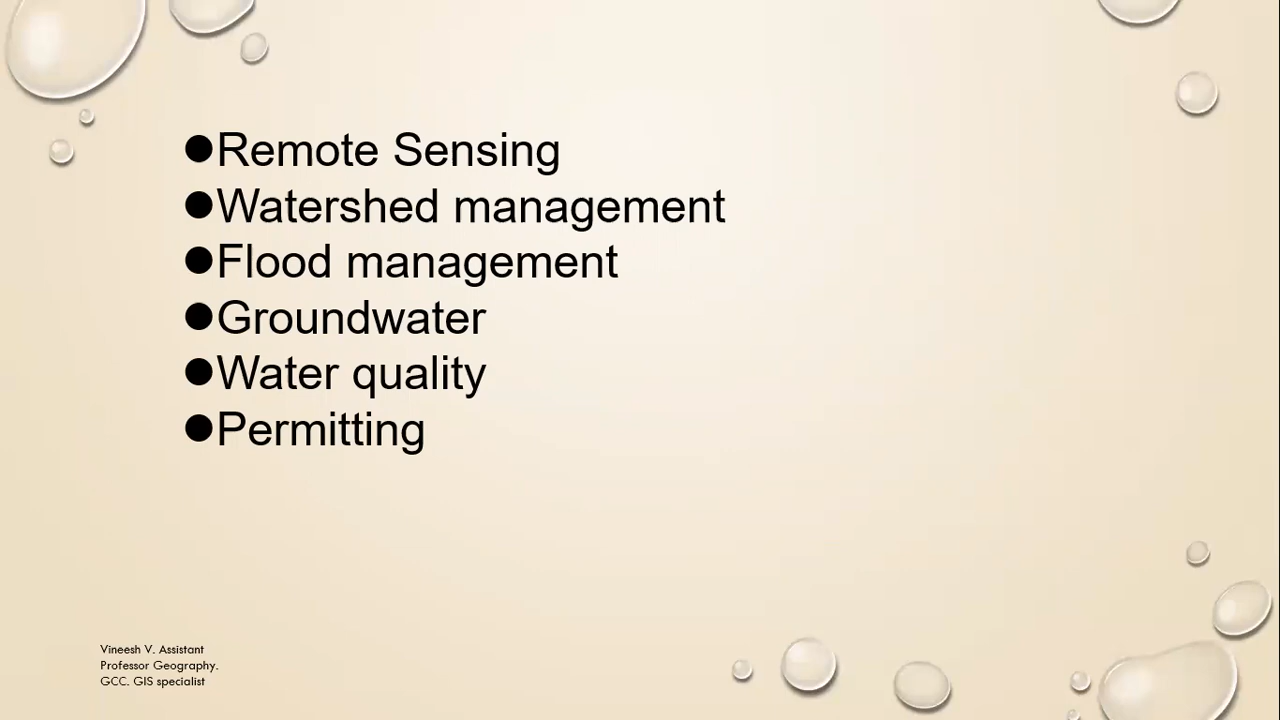 ●Remote Sensing
●Watershed management
●Flood management
●Groundwater
●Water quality
●Permitting
Vineesh V. Assistant
Professor Geography.
GCC. GIS specialist